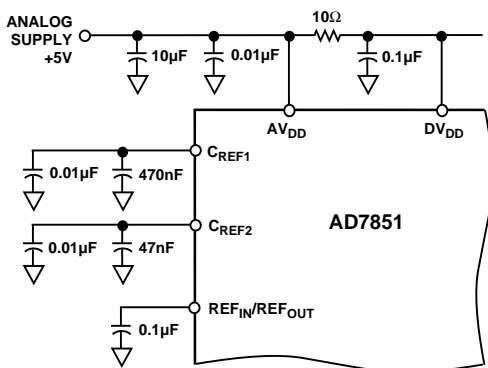 ANALOG
SUPPLY
+5V
10µF
0.01µF
10Ω
0.1µF
AVDD
DVDD
CREF1
0.01µF
470nF
CREF2
0.01µF
47nF
AD7851
REFIN/REFOUT
0.1µF